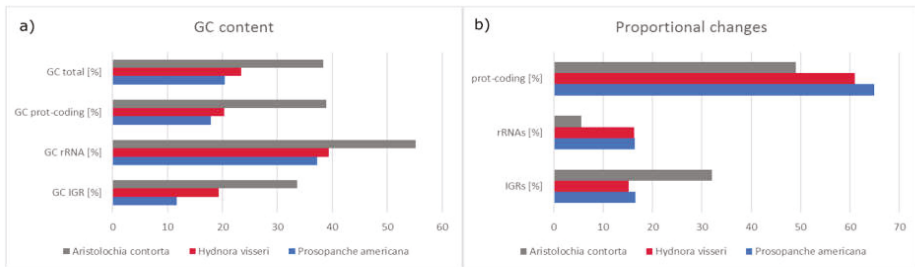 a)
GC content
GC total [%]
GC prot-coding [%]
GC rRNA [%]
GC IGR [%]
0 10 20 30 40 50 60
Aristolochia contorta Hydnora visseri Prosopanche americana
b)
Proportional changes
prot-coding [%]
rRNAs [%]
IGRs [%]
0 10 20 30 40 50 60 70
Aristolochia contorta Hydnora visseri Prosopanche americana